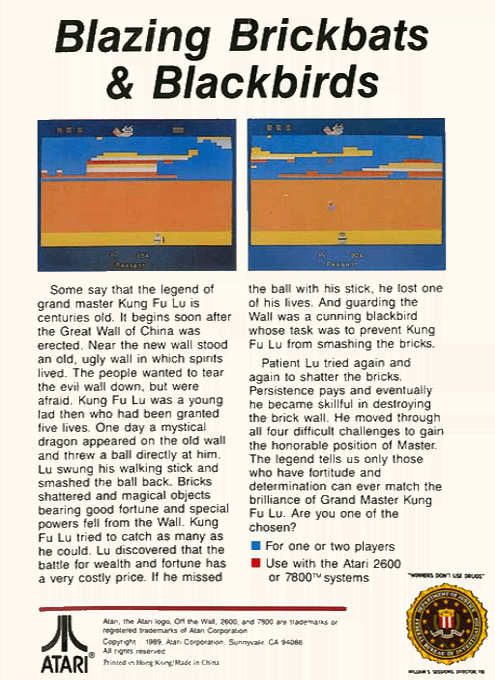 Blazing Brickbats
& Blackbirds
Peasant
Peasant
Some say that the legend of
grand master Kung Fu Lu is
centuries old. It begins soon after
the Great Wall of China was
erected. Near the new wall stood
an old, ugly wall in which spirits
lived. The people wanted to tear
the evil wall down, but were
afraid. Kung Fu Lu was a young
lad then who had been granted
five lives. One day a mystical
dragon appeared on the old wall
and threw a ball directly at him.
Lu swung his walking stick and
smashed the ball back. Bricks
shattered and magical objects
bearing good fortune and special
powers fell from the Wall. Kung
Fu Lu tried to catch as many as
he could. Lu discovered that the
battle for wealth and fortune has
a very costly price. If he missed
the ball with his stick, he lost one
of his lives. And guarding the
Wall was a cunning blackbird
whose task was to prevent Kung
Fu Lu from smashing the bricks.
Patient Lu tried again and
again to shatter the bricks.
Persistence pays and eventually
he became skillful in destroying
the brick wall. He moved through
all four difficult challenges to gain
the honorable position of Master.
The legend tells us only those
who have fortitude and
determination can ever match the
brilliance of Grand Master Kung
Fu Lu. Are you one of the
chosen?
For one or two players
Use with the Atari 2600
or 7800™ systems
"WINNERS DON'T USE DRUGS"
DEPARTMENT OF JUSTICE
FEDERAL BUREAU OF INVESTIGATION
WILLIAM S. SESSIONS, DIRECTOR, FBI
ATARI®
Atari, the Atari logo, Off the Wall, 2600, and 7800 are trademarks or
registered trademarks of Atari Corporation
Copyright 1989, Atari Corporation, Sunnyvale, CA 94086
All rights reserved
Printed in Hong Kong/Made in China